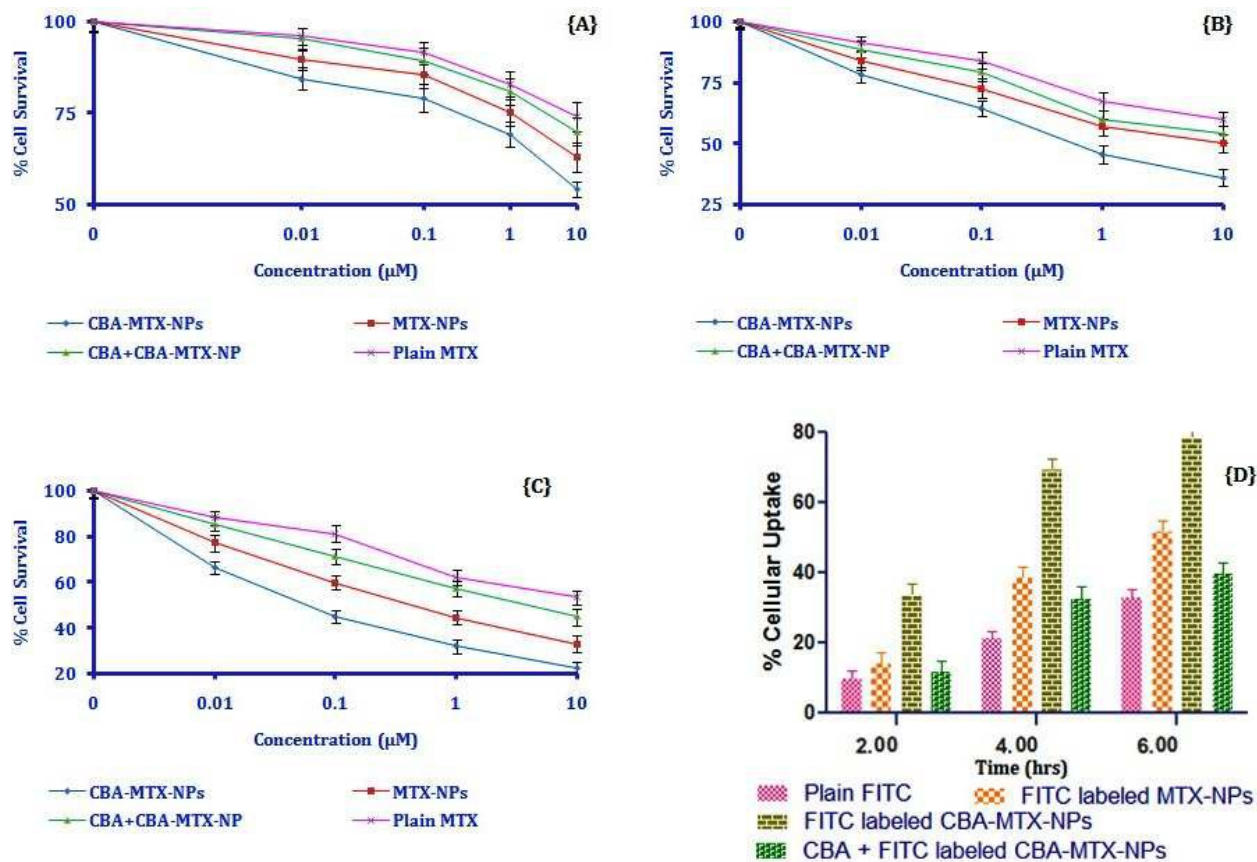 {A}
% Cell Survival
100
75
50
0 0.01 0.1 1 10
Concentration (µM)
CBA-MTX-NPs MTX-NPs
CBA+CBA-MTX-NP Plain MTX
{B}
% Cell Survival
100
75
50
25
0 0.01 0.1 1 10
Concentration (µM)
CBA-MTX-NPs MTX-NPs
CBA+CBA-MTX-NP Plain MTX
{C}
% Cell Survival
100
80
60
40
20
0 0.01 0.1 1 10
Concentration (µM)
CBA-MTX-NPs MTX-NPs
CBA+CBA-MTX-NP Plain MTX
{D}
% Cellular Uptake
80
60
40
20
0
2.00 4.00 6.00
Time (hrs)
Plain FITC FITC labeled MTX-NPs
FITC labeled CBA-MTX-NPs
CBA + FITC labeled CBA-MTX-NPs